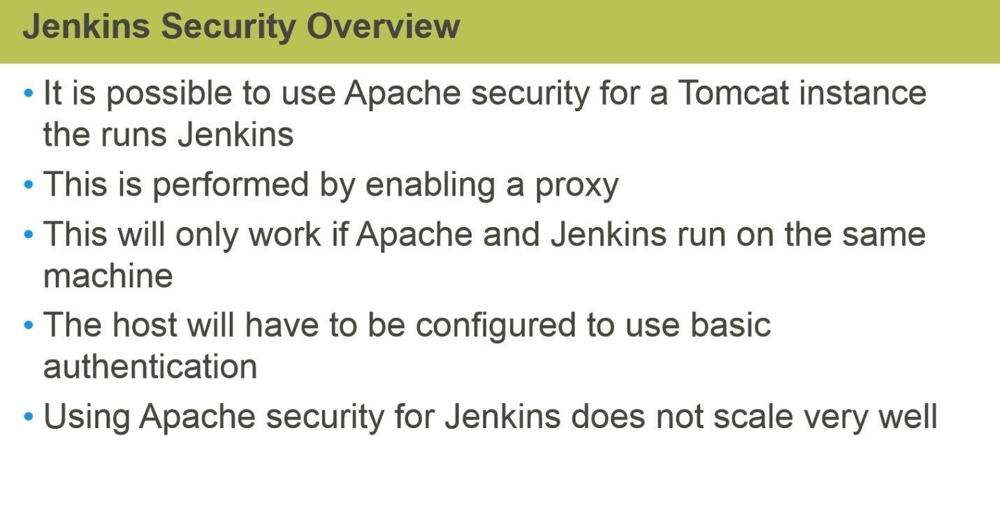 Jenkins Security Overview
• It is possible to use Apache security for a Tomcat instance
the runs Jenkins
• This is performed by enabling a proxy
• This will only work if Apache and Jenkins run on the same
machine
• The host will have to be configured to use basic
authentication
• Using Apache security for Jenkins does not scale very well